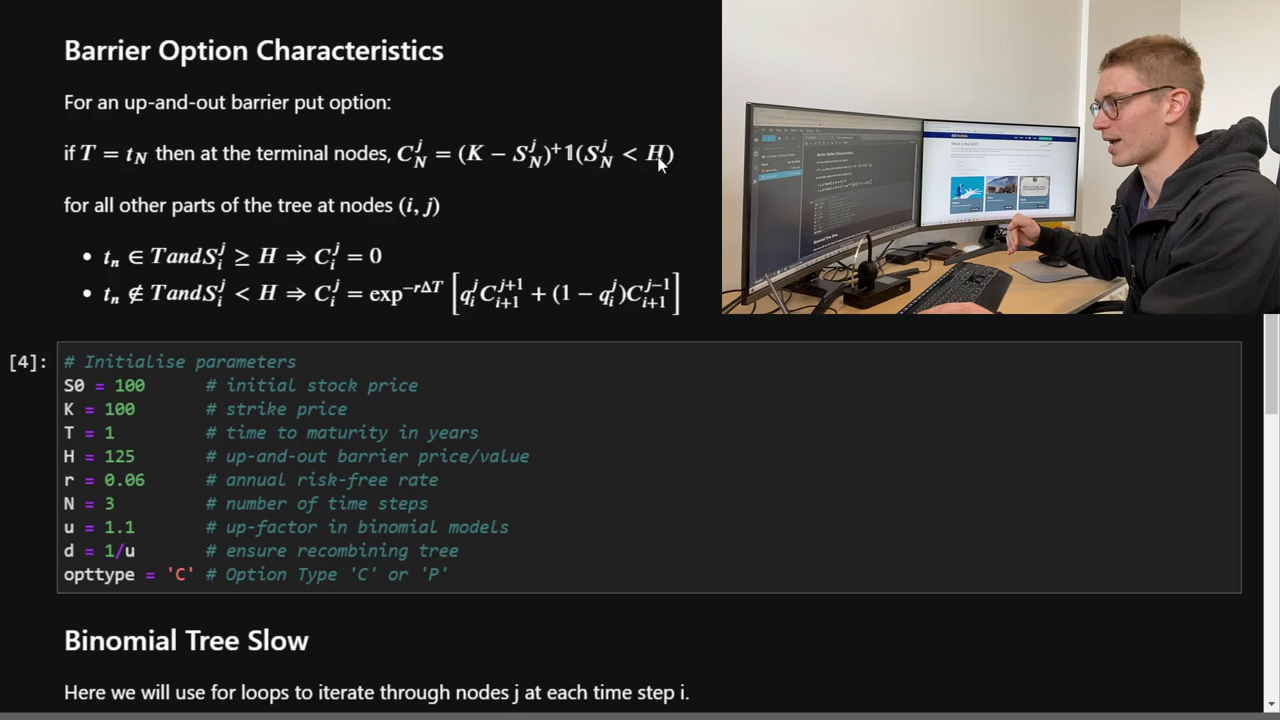 Barrier Option Characteristics
For an up-and-out barrier put option:
if T = t_N then at the terminal nodes, C_N^j = (K − S_N^j)^+ 𝟙(S_N^j < H)
for all other parts of the tree at nodes (i, j)
• t_n ∈ TandS_i^j ≥ H ⇒ C_i^j = 0
• t_n ∉ TandS_i^j < H ⇒ C_i^j = exp^{−rΔT} [q_i^j C_{i+1}^{j+1} + (1 − q_i^j)C_{i+1}^{j−1}]
[4]: # Initialise parameters
S0 = 100 # initial stock price
K = 100 # strike price
T = 1 # time to maturity in years
H = 125 # up-and-out barrier price/value
r = 0.06 # annual risk-free rate
N = 3 # number of time steps
u = 1.1 # up-factor in binomial models
d = 1/u # ensure recombining tree
opttype = 'C' # Option Type 'C' or 'P'
Binomial Tree Slow
Here we will use for loops to iterate through nodes j at each time step i.